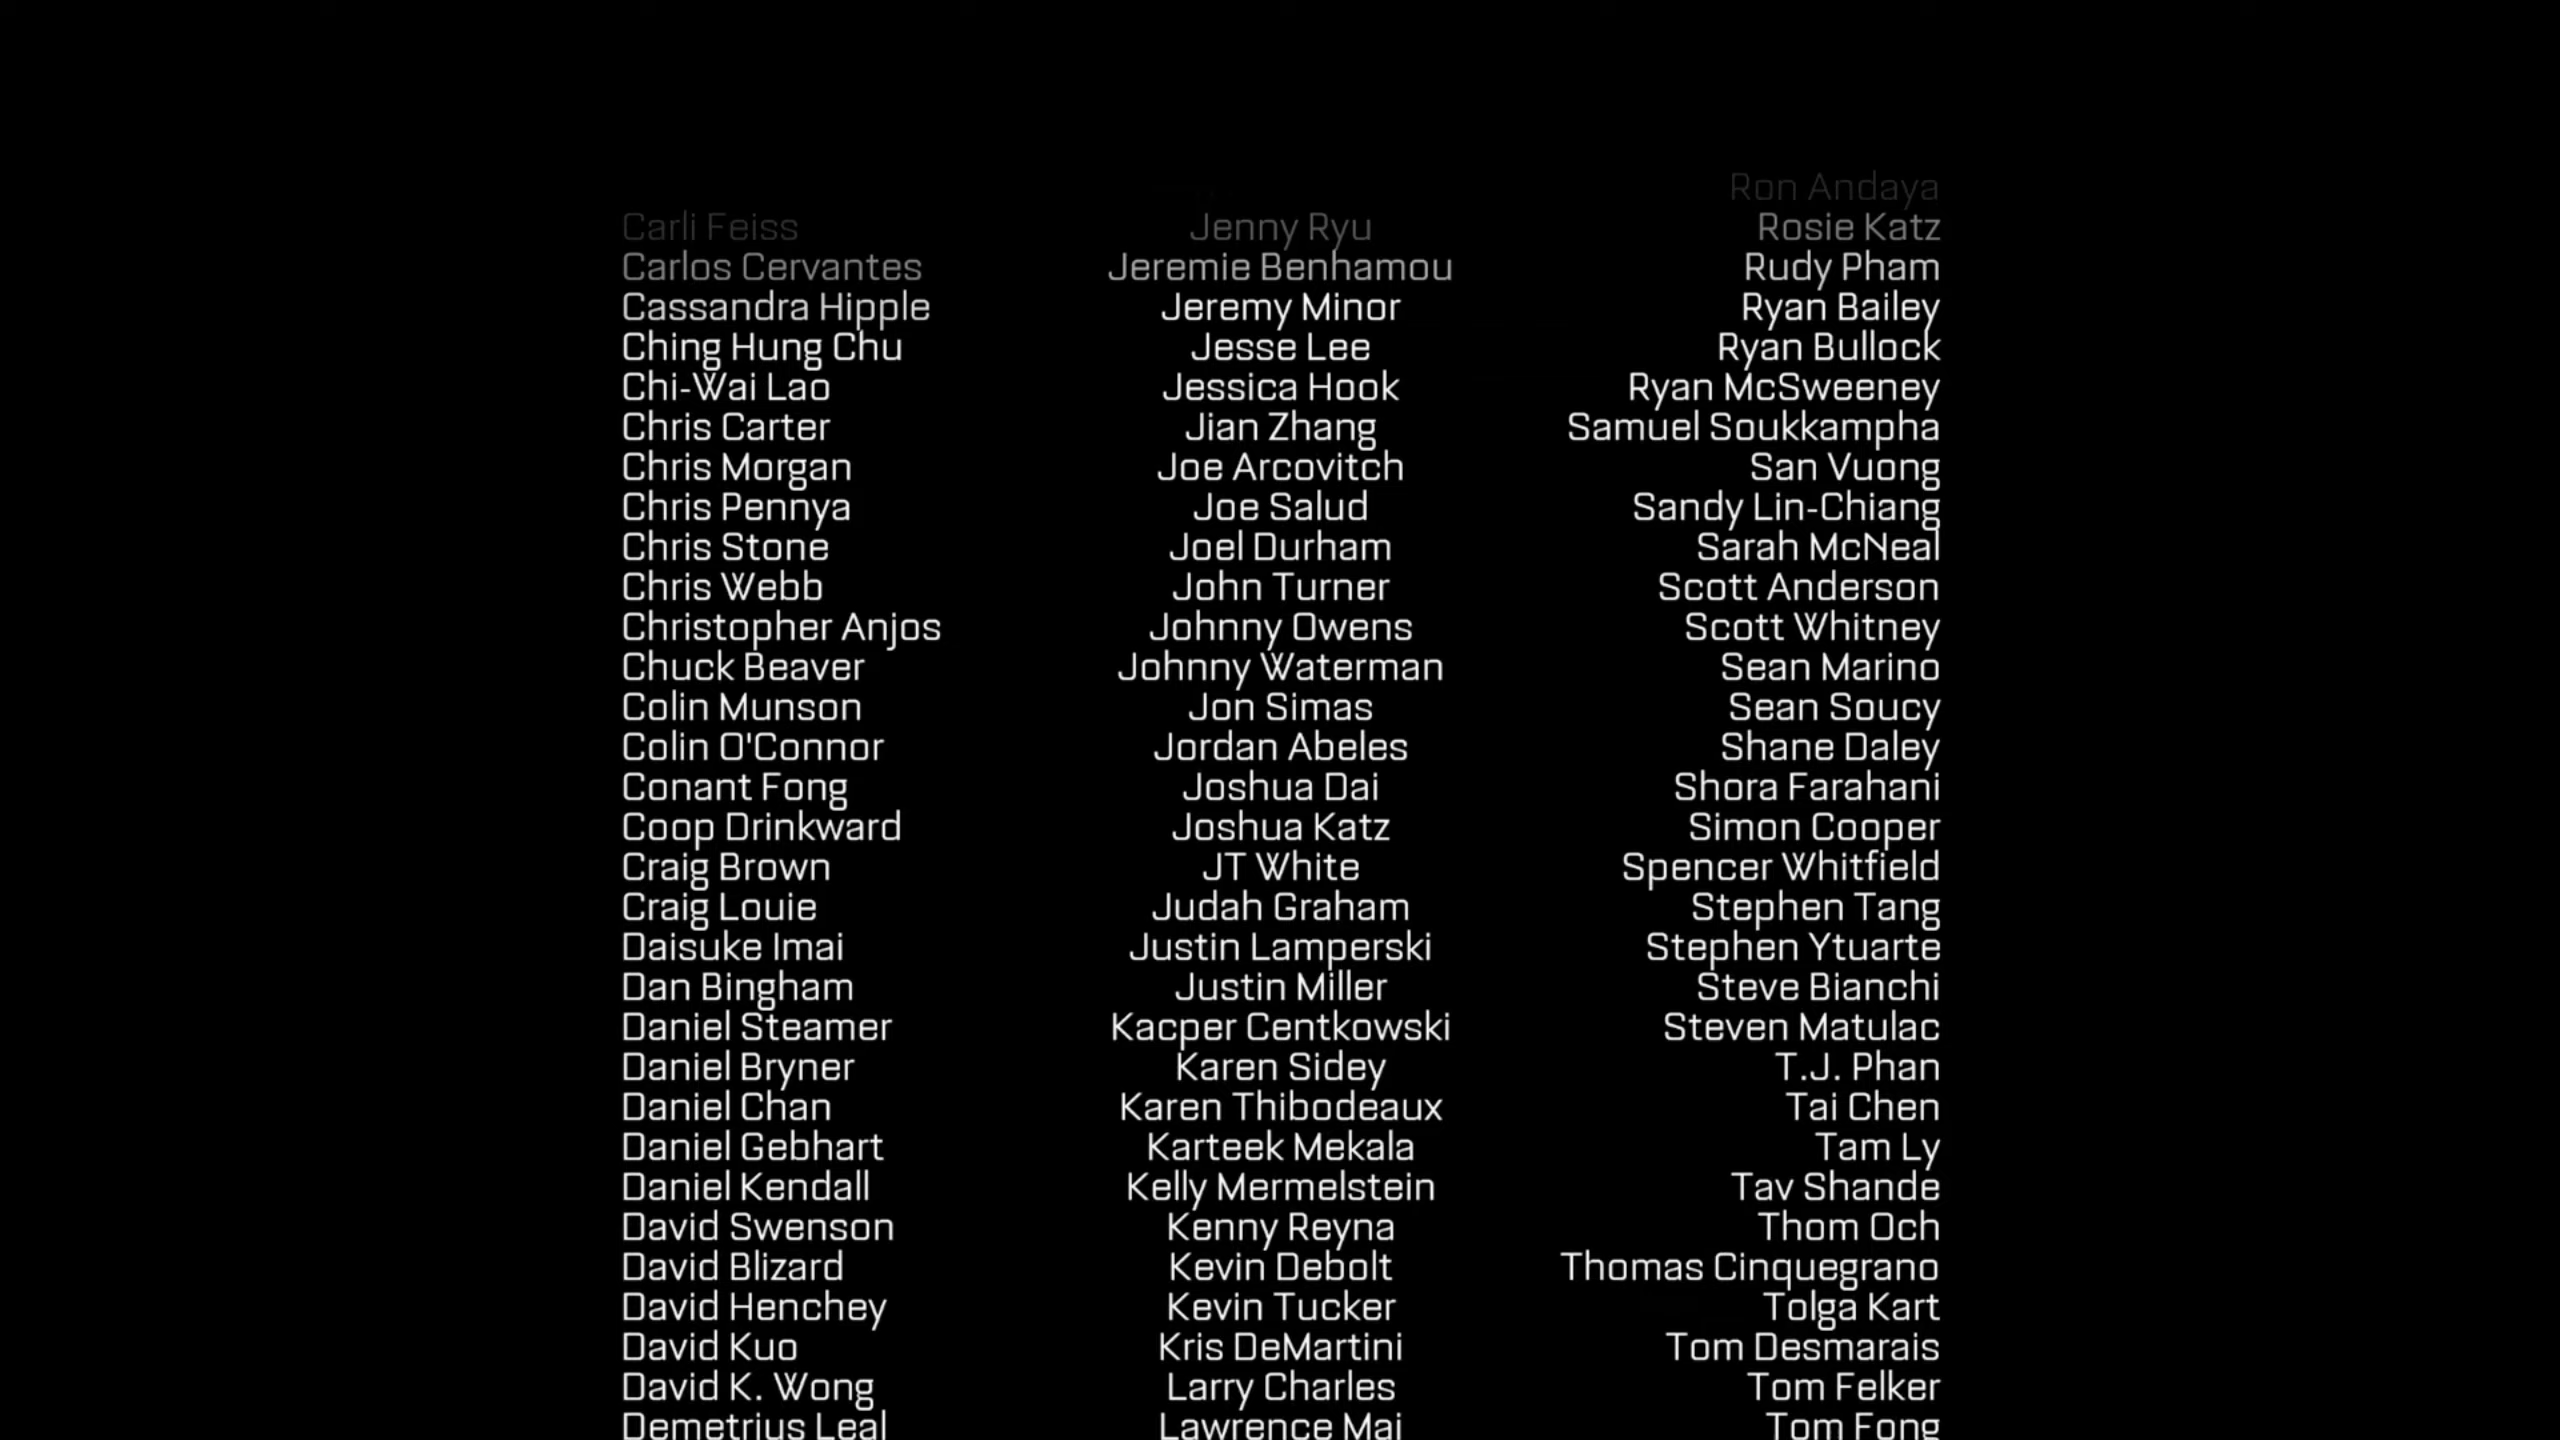 Ron Andaya
Carli Feiss
Jenny Ryu
Rosie Katz
Carlos Cervantes
Jeremie Benhamou
Rudy Pham
Cassandra Hipple
Jeremy Minor
Ryan Bailey
Ching Hung Chu
Jesse Lee
Ryan Bullock
Chi-Wai Lao
Jessica Hook
Ryan McSweeney
Chris Carter
Jian Zhang
Samuel Soukkampha
Chris Morgan
Joe Arcovitch
San Vuong
Chris Pennya
Joe Salud
Sandy Lin-Chiang
Chris Stone
Joel Durham
Sarah McNeal
Chris Webb
John Turner
Scott Anderson
Christopher Anjos
Johnny Owens
Scott Whitney
Chuck Beaver
Johnny Waterman
Sean Marino
Colin Munson
Jon Simas
Sean Soucy
Colin O'Connor
Jordan Abeles
Shane Daley
Conant Fong
Joshua Dai
Shora Farahani
Coop Drinkward
Joshua Katz
Simon Cooper
Craig Brown
JT White
Spencer Whitfield
Craig Louie
Judah Graham
Stephen Tang
Daisuke Imai
Justin Lamperski
Stephen Ytuarte
Dan Bingham
Justin Miller
Steve Bianchi
Daniel Steamer
Kacper Centkowski
Steven Matulac
Daniel Bryner
Karen Sidey
T.J. Phan
Daniel Chan
Karen Thibodeaux
Tai Chen
Daniel Gebhart
Karteek Mekala
Tam Ly
Daniel Kendall
Kelly Mermelstein
Tav Shande
David Swenson
Kenny Reyna
Thom Och
David Blizard
Kevin Debolt
Thomas Cinquegrano
David Henchey
Kevin Tucker
Tolga Kart
David Kuo
Kris DeMartini
Tom Desmarais
David K. Wong
Larry Charles
Tom Felker
Demetrius Leal
Lawrence Mai
Tom Fong